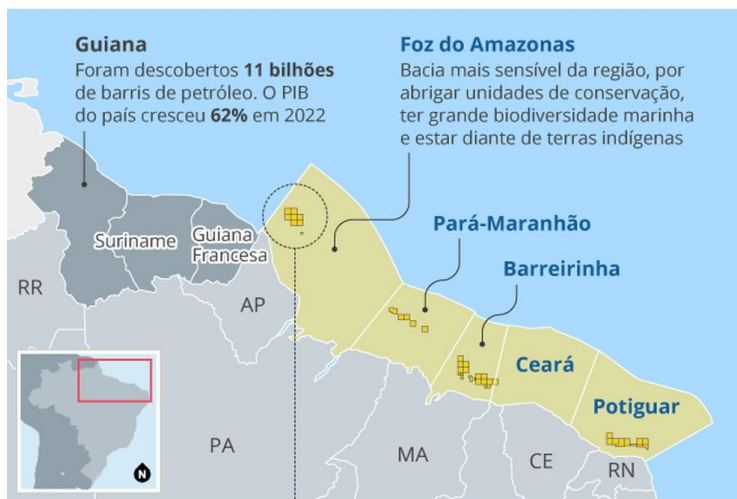 Guiana
Foram descobertos 11 bilhões
de barris de petróleo. O PIB
do país cresceu 62% em 2022
Foz do Amazonas
Bacia mais sensível da região, por
abrigar unidades de conservação,
ter grande biodiversidade marinha
e estar diante de terras indígenas
Suriname
Guiana
Francesa
Pará-Maranhão
Barreirinha
Ceará
Potiguar
RR
AP
PA
MA
CE
RN
N